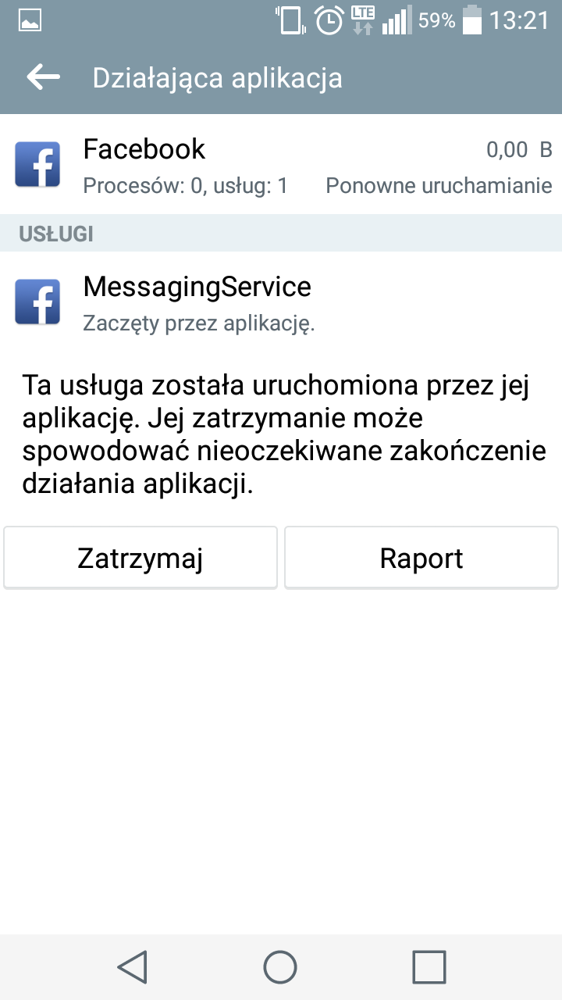 LTE 59% 13:21
Działająca aplikacja
Facebook 0,00 B
Procesów: 0, usług: 1 Ponowne uruchamianie
USŁUGI
MessagingService
Zaczęty przez aplikację.
Ta usługa została uruchomiona przez jej
aplikację. Jej zatrzymanie może
spowodować nieoczekiwane zakończenie
działania aplikacji.
Zatrzymaj Raport